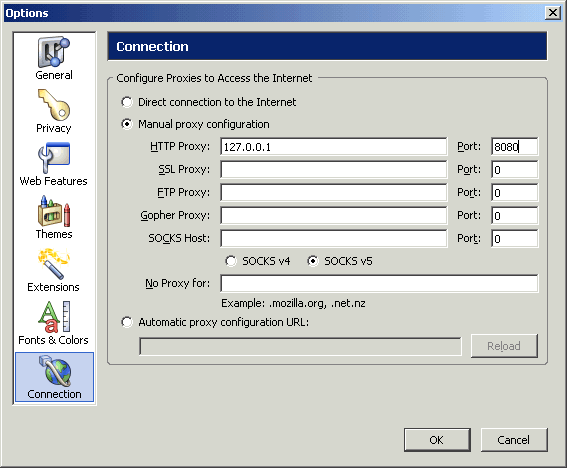 Options
General
Privacy
Web Features
Themes
Extensions
Fonts & Colors
Connection
Connection
Configure Proxies to Access the Internet
Direct connection to the Internet
Manual proxy configuration
HTTP Proxy: 127.0.0.1 Port: 8080
SSL Proxy: Port: 0
FTP Proxy: Port: 0
Gopher Proxy: Port: 0
SOCKS Host: Port: 0
SOCKS v4 SOCKS v5
No Proxy for:
Example: .mozilla.org, .net.nz
Automatic proxy configuration URL:
Reload
OK Cancel